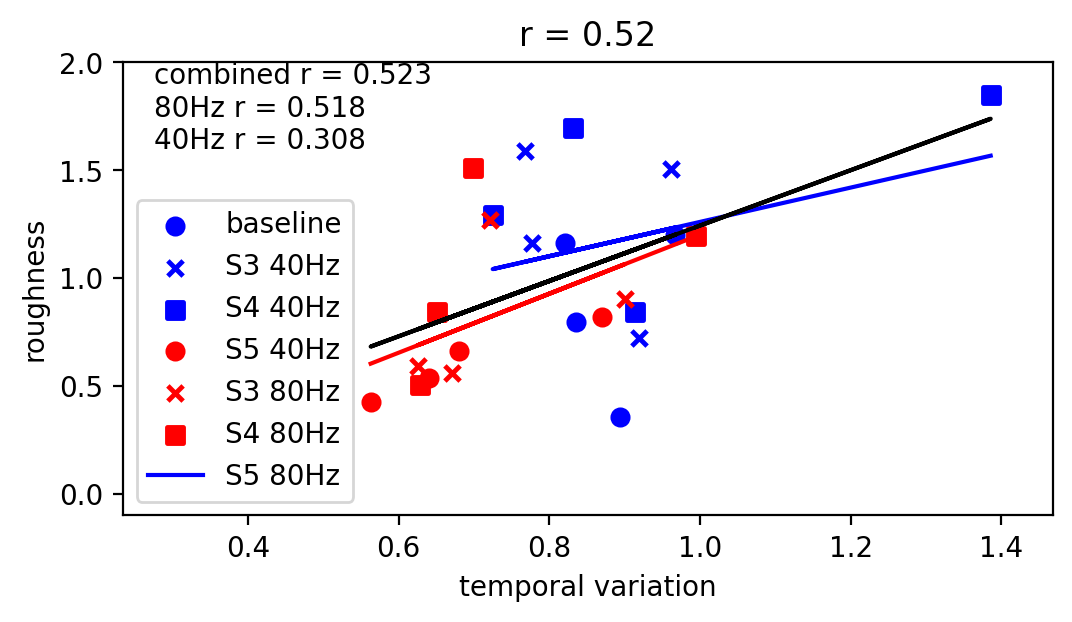 r = 0.52
combined r = 0.523
80Hz r = 0.518
40Hz r = 0.308
baseline
S3 40Hz
S4 40Hz
S5 40Hz
S3 80Hz
S4 80Hz
S5 80Hz
roughness
2.0
1.5
1.0
0.5
0.0
0.4 0.6 0.8 1.0 1.2 1.4
temporal variation